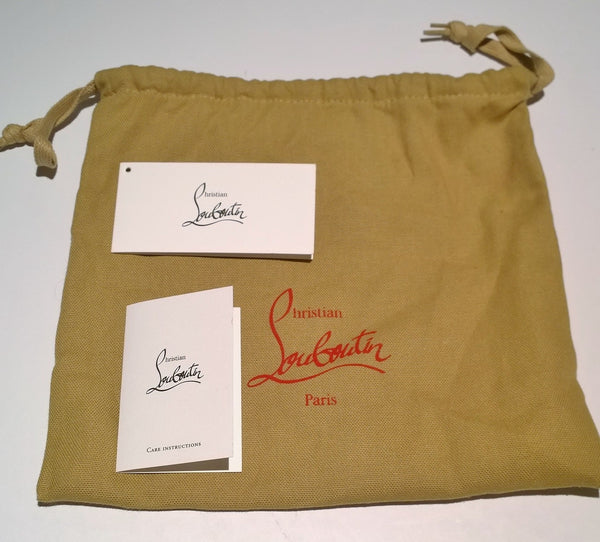 Christian
Louboutin
Christian
Louboutin
CARE INSTRUCTIONS
Christian
Louboutin
Paris